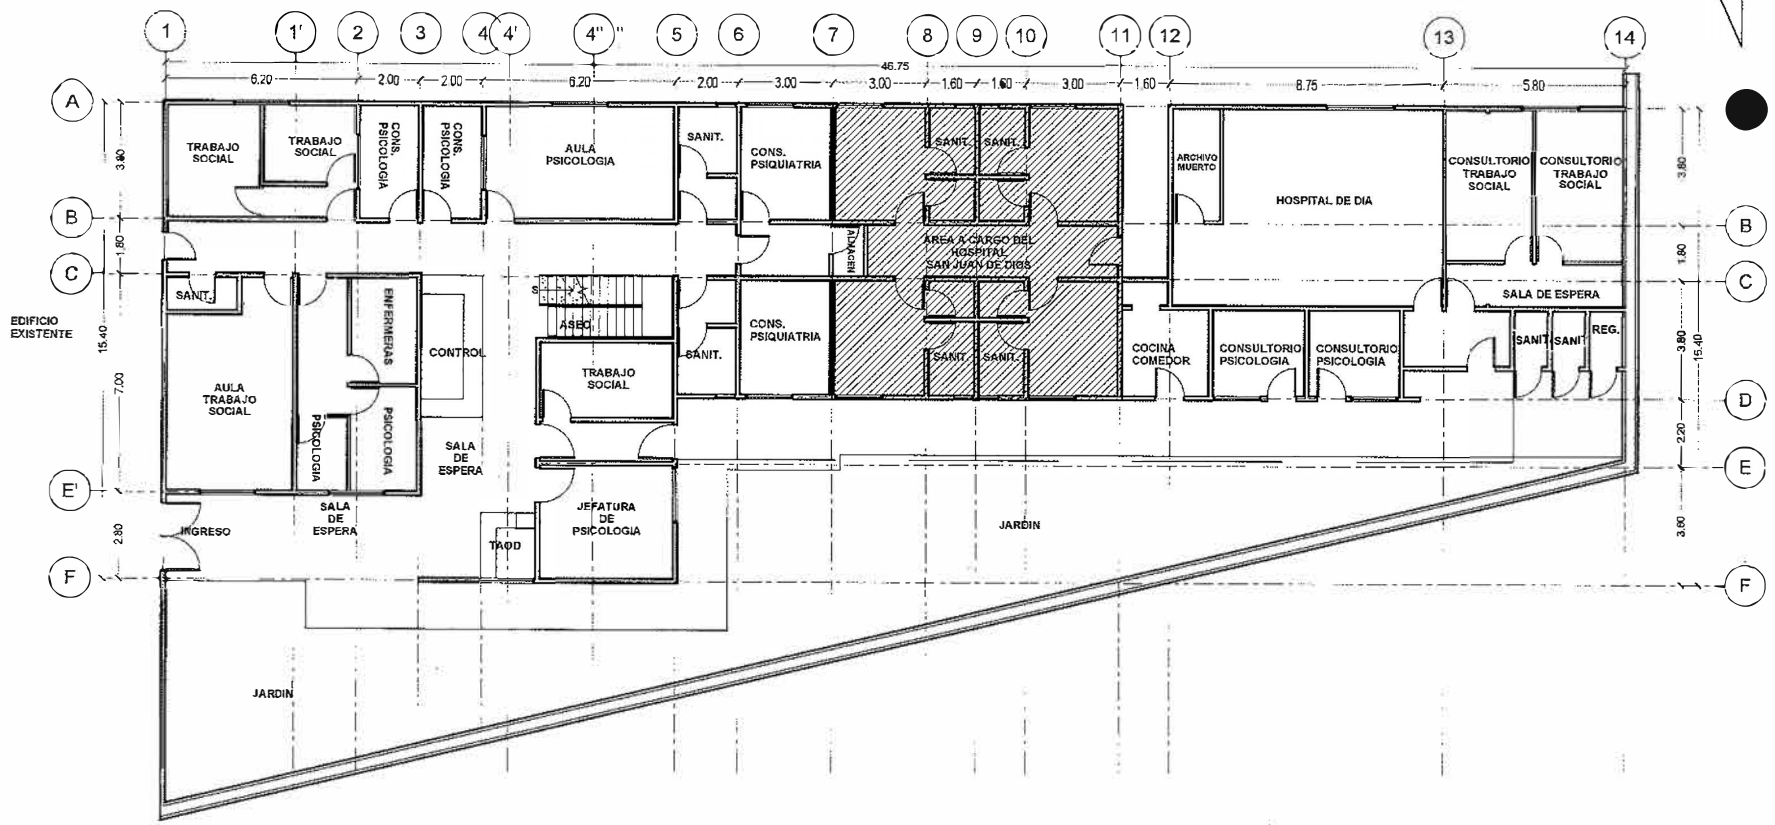 1 1' 2 3 4 4' 4" " 5 6 7 8 9 10 11 12 13 14
46.75
6.20 2.00 2.00 6.20 2.00 3.00 3.00 1.60 1.60 3.00 1.60 8.75 5.80
A
B
C
E'
F
3.80
1.80
15.40
7.00
2.80
EDIFICIO
EXISTENTE
TRABAJO
SOCIAL
TRABAJO
SOCIAL
CONS.
PSICOLOGIA
CONS.
PSICOLOGIA
AULA
PSICOLOGIA
SANIT.
CONS.
PSIQUIATRIA
SANIT.
SANIT.
ARCHIVO
MUERTO
HOSPITAL DE DIA
CONSULTORIO
TRABAJO
SOCIAL
CONSULTORIO
TRABAJO
SOCIAL
ALMACEN
AREA A CARGO DEL
HOSPITAL
SAN JUAN DE DIOS
SALA DE ESPERA
SANIT.
ENFERMERAS
CONTROL
S
ASEO
SANIT.
CONS.
PSIQUIATRIA
SANIT.
SANIT.
COCINA
COMEDOR
CONSULTORIO
PSICOLOGIA
CONSULTORIO
PSICOLOGIA
SANIT
SANIT
REG.
AULA
TRABAJO
SOCIAL
PSICOLOGIA
PSICOLOGIA
TRABAJO
SOCIAL
SALA
DE
ESPERA
INGRESO
SALA
DE
ESPERA
TAOD
JEFATURA
DE
PSICOLOGIA
JARDIN
JARDIN
3.80
1.80
3.80
15.40
2.20
3.60
B
C
D
E
F